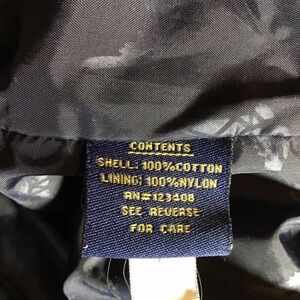 CONTENTS
SHELL: 100% COTTON
LINING: 100% NYLON
RN#123408
SEE REVERSE
FOR CARE